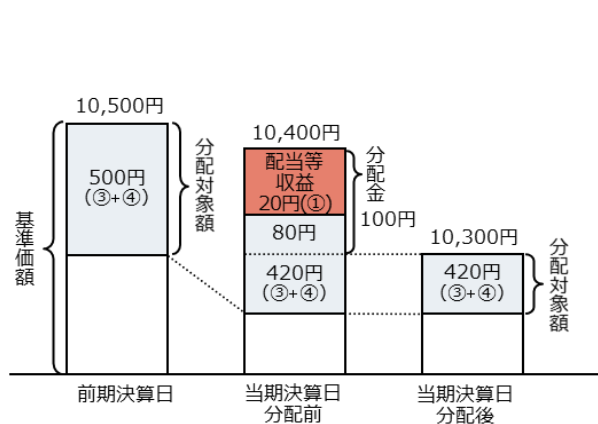 10,500円
500円
(③+④)
分配対象額
基準価額
前期決算日
10,400円
配当等
収益
20円(①)
分配金
100円
80円
420円
(③+④)
当期決算日
分配前
10,300円
420円
(③+④)
分配対象額
当期決算日
分配後